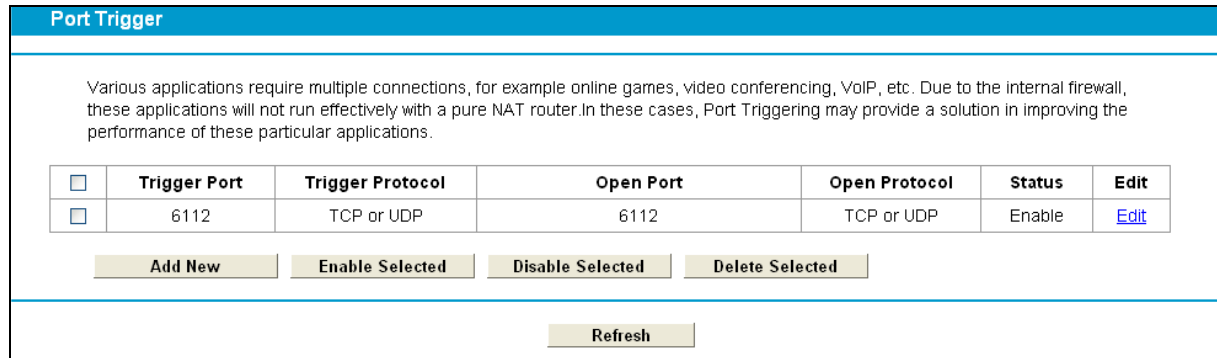 Port Trigger
Various applications require multiple connections, for example online games, video conferencing, VoIP, etc. Due to the internal firewall,
these applications will not run effectively with a pure NAT router.In these cases, Port Triggering may provide a solution in improving the
performance of these particular applications.
Trigger Port Trigger Protocol Open Port Open Protocol Status Edit
6112 TCP or UDP 6112 TCP or UDP Enable Edit
Add New Enable Selected Disable Selected Delete Selected
Refresh